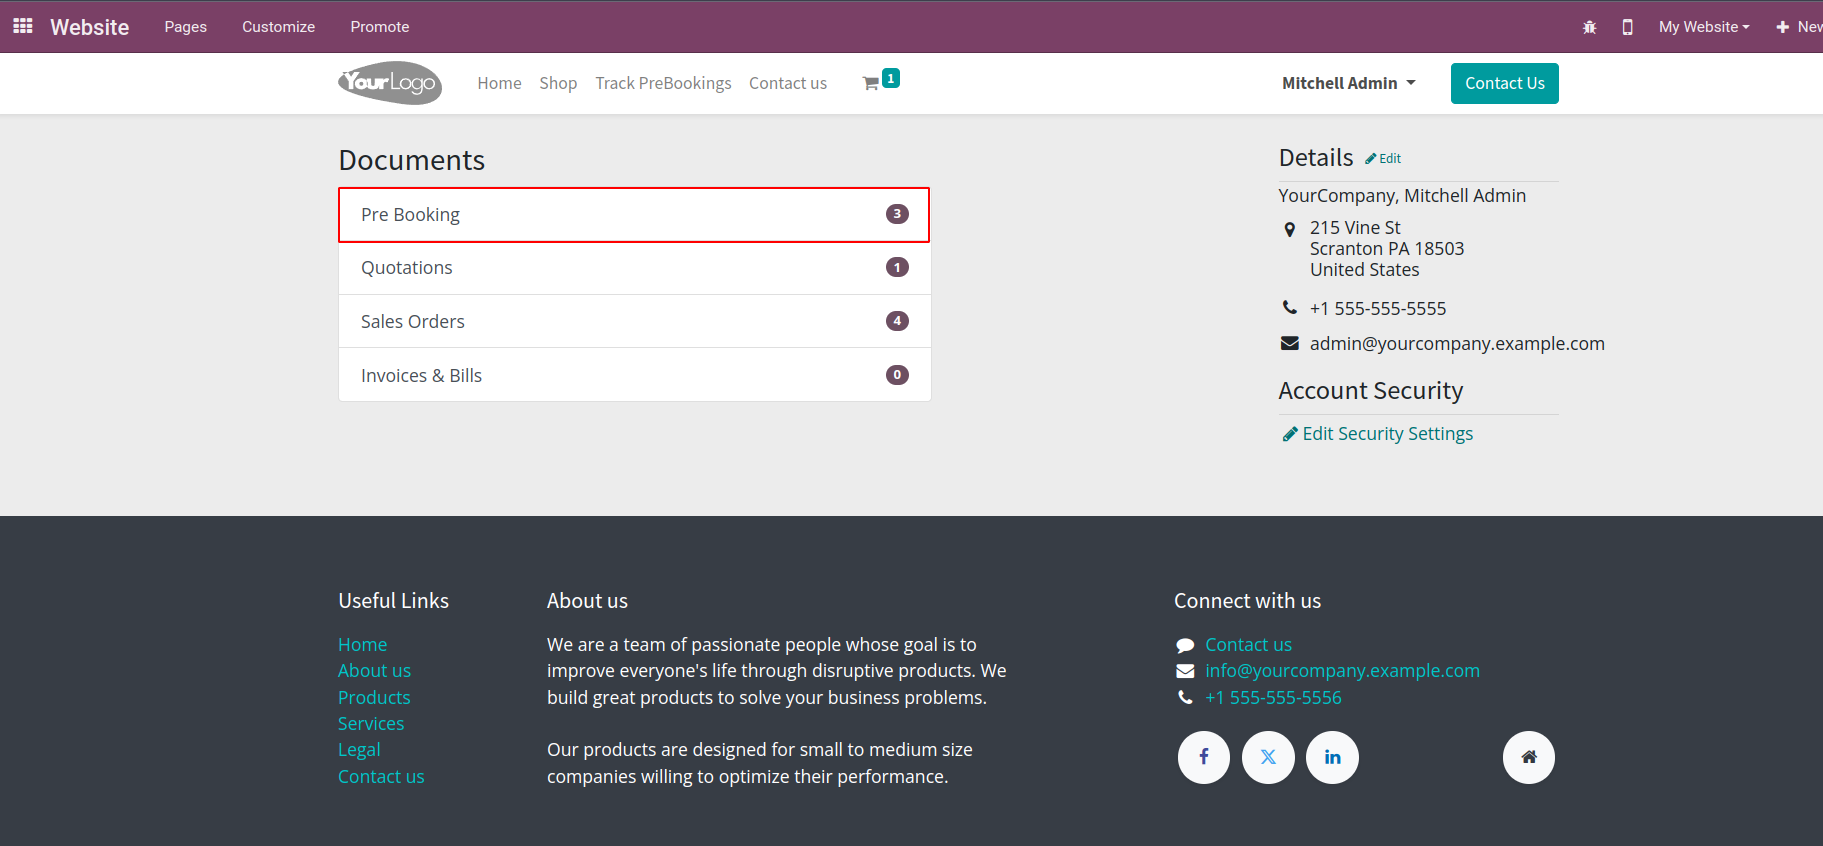 Website
Pages
Customize
Promote
My Website
New
YourLogo
Home
Shop
Track PreBookings
Contact us
1
Mitchell Admin
Contact Us
Documents
Pre Booking 3
Quotations 1
Sales Orders 4
Invoices & Bills 0
Details
Edit
YourCompany, Mitchell Admin
215 Vine St
Scranton PA 18503
United States
+1 555-555-5555
admin@yourcompany.example.com
Account Security
Edit Security Settings
Useful Links
Home
About us
Products
Services
Legal
Contact us
About us
We are a team of passionate people whose goal is to
improve everyone's life through disruptive products. We
build great products to solve your business problems.
Our products are designed for small to medium size
companies willing to optimize their performance.
Connect with us
Contact us
info@yourcompany.example.com
+1 555-555-5556